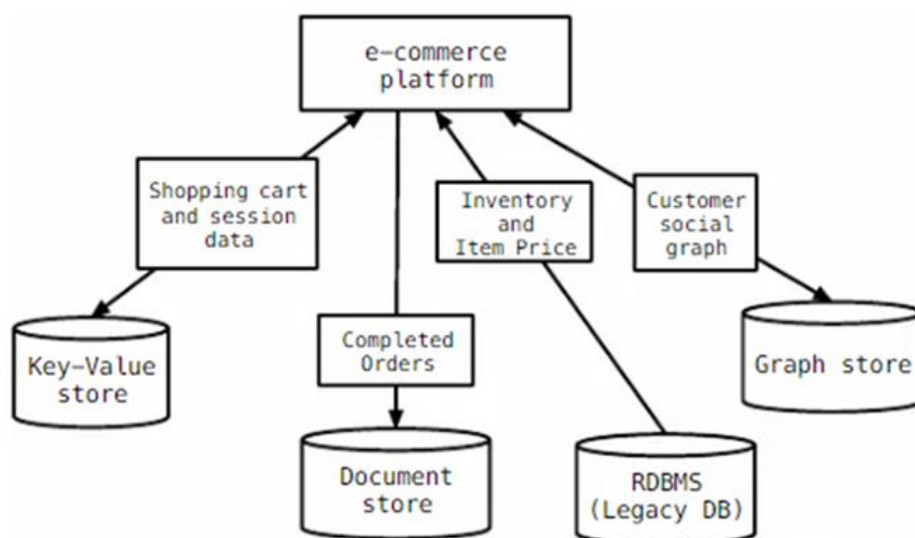 e-commerce
platform
Shopping cart
and session
data
Inventory
and
Item Price
Customer
social
graph
Completed
Orders
Key-Value
store
Document
store
RDBMS
(Legacy DB)
Graph store